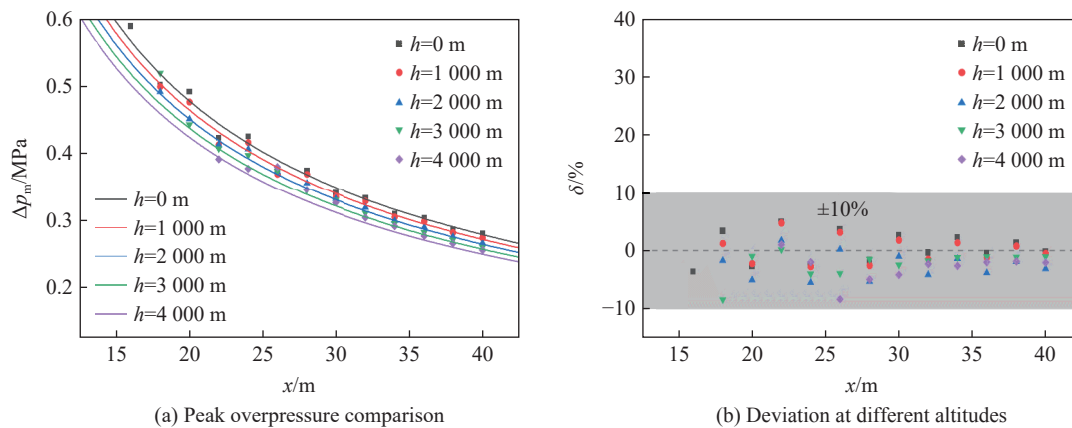 0.6
0.5
0.4
0.3
0.2
Δp_m/MPa
h=0 m
h=1 000 m
h=2 000 m
h=3 000 m
h=4 000 m
h=0 m
h=1 000 m
h=2 000 m
h=3 000 m
h=4 000 m
15 20 25 30 35 40
x/m
(a) Peak overpressure comparison
40
30
20
10
0
−10
δ/%
h=0 m
h=1 000 m
h=2 000 m
h=3 000 m
h=4 000 m
±10%
15 20 25 30 35 40
x/m
(b) Deviation at different altitudes